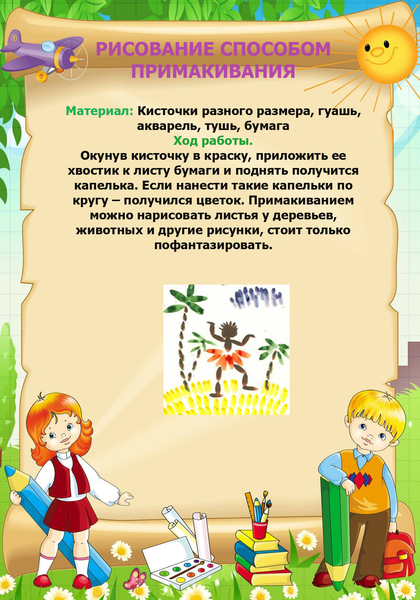 РИСОВАНИЕ СПОСОБОМ
ПРИМАКИВАНИЯ
Материал: Кисточки разного размера, гуашь,
акварель, тушь, бумага
Ход работы.
Окунув кисточку в краску, приложить ее
хвостик к листу бумаги и поднять получится
капелька. Если нанести такие капельки по
кругу – получился цветок. Примакиванием
можно нарисовать листья у деревьев,
животных и другие рисунки, стоит только
пофантазировать.